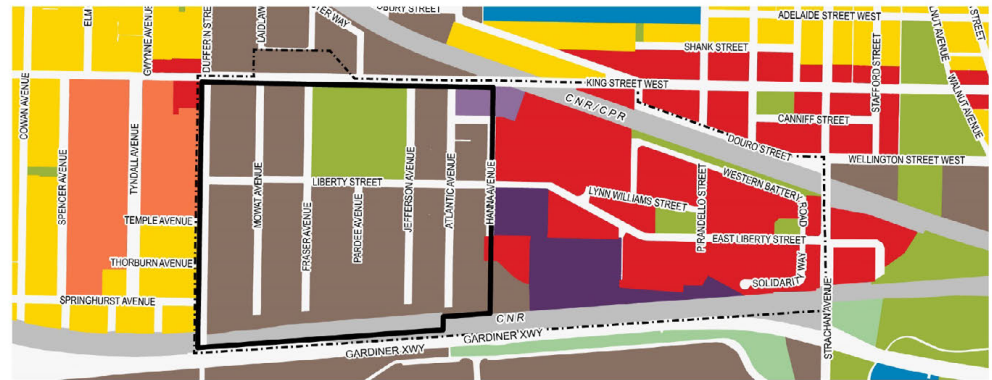 ELM
GWYNNE AVENUE
DUFFERIN STREET
LAIDLAW
ADELAIDE STREET WEST
SHANK STREET
STAFFORD STREET
WALNUT AVENUE
KING STREET WEST
CNR/CPR
CANNIFF STREET
DOURO STREET
WELLINGTON STREET WEST
COWAN AVENUE
SPENCER AVENUE
TYNDALL AVENUE
TEMPLE AVENUE
THORBURN AVENUE
SPRINGHURST AVENUE
MOWAT AVENUE
LIBERTY STREET
FRASER AVENUE
PARDEE AVENUE
JEFFERSON AVENUE
ATLANTIC AVENUE
HANNA AVENUE
LYNN WILLIAMS STREET
PIRANDELLO STREET
WESTERN BATTERY ROAD
EAST LIBERTY STREET
SOLIDARITY WAY
STRACHAN AVENUE
CNR
GARDINER XWY
GARDINER XWY